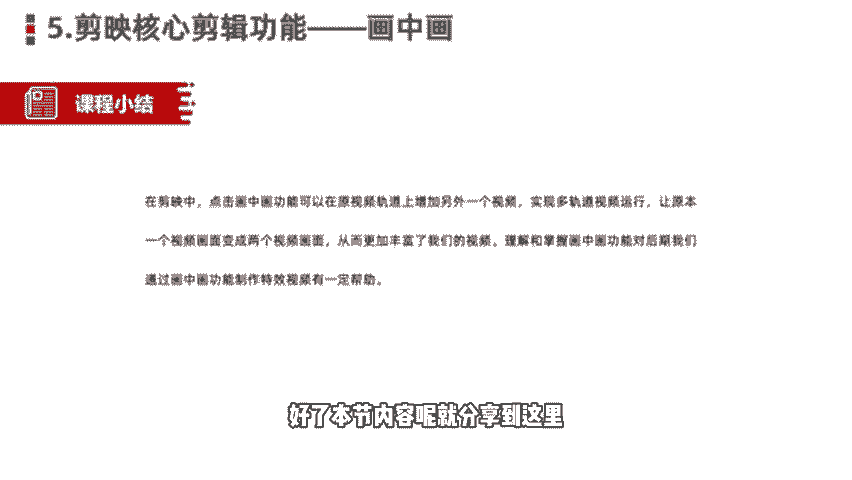 5.剪映核心剪辑功能——画中画
课程小结
在剪映中，点击画中画功能可以在原视频轨道上增加另外一个视频，实现多轨道视频运行，让原本
一个视频画面变成两个视频画面，从而更加丰富了我们的视频。理解和掌握画中画功能对后期我们
通过画中画功能制作特效视频有一定帮助。
好了本节内容呢就分享到这里